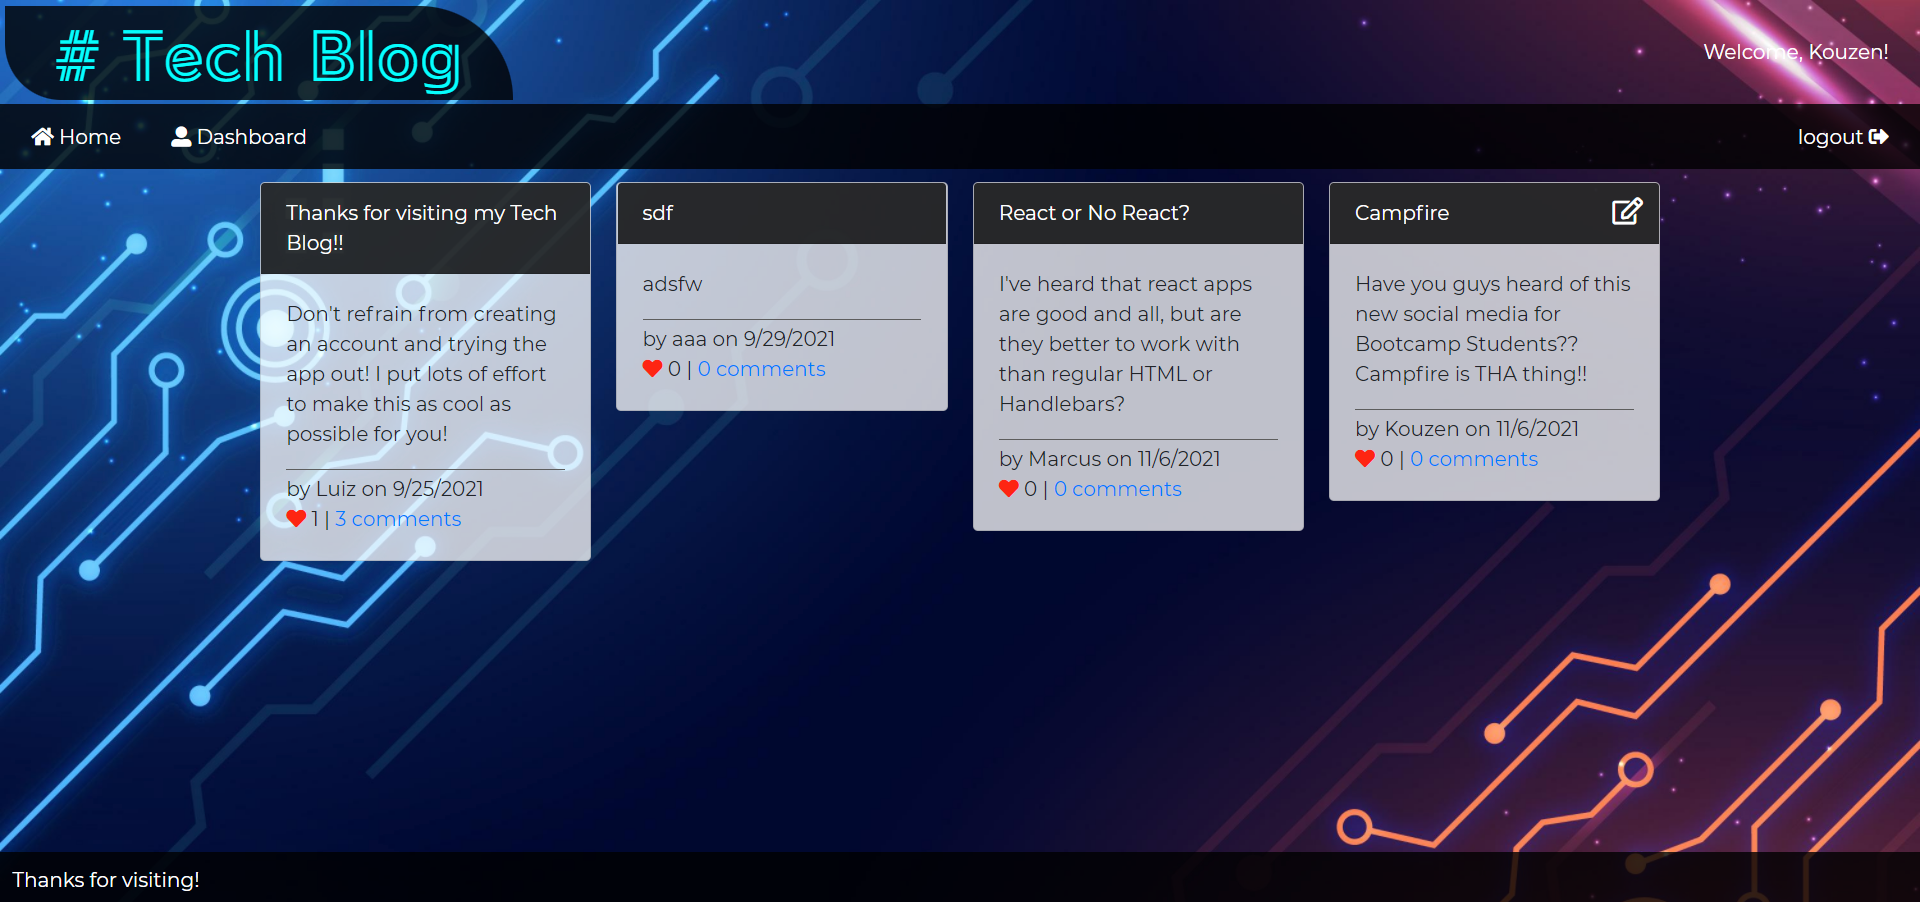 # Tech Blog
Welcome, Kouzen!
Home
Dashboard
logout
Thanks for visiting my Tech
Blog!!
Don't refrain from creating
an account and trying the
app out! I put lots of effort
to make this as cool as
possible for you!
by Luiz on 9/25/2021
1 | 3 comments
sdf
adsfw
by aaa on 9/29/2021
0 | 0 comments
React or No React?
I've heard that react apps
are good and all, but are
they better to work with
than regular HTML or
Handlebars?
by Marcus on 11/6/2021
0 | 0 comments
Campfire
Have you guys heard of this
new social media for
Bootcamp Students??
Campfire is THA thing!!
by Kouzen on 11/6/2021
0 | 0 comments
Thanks for visiting!